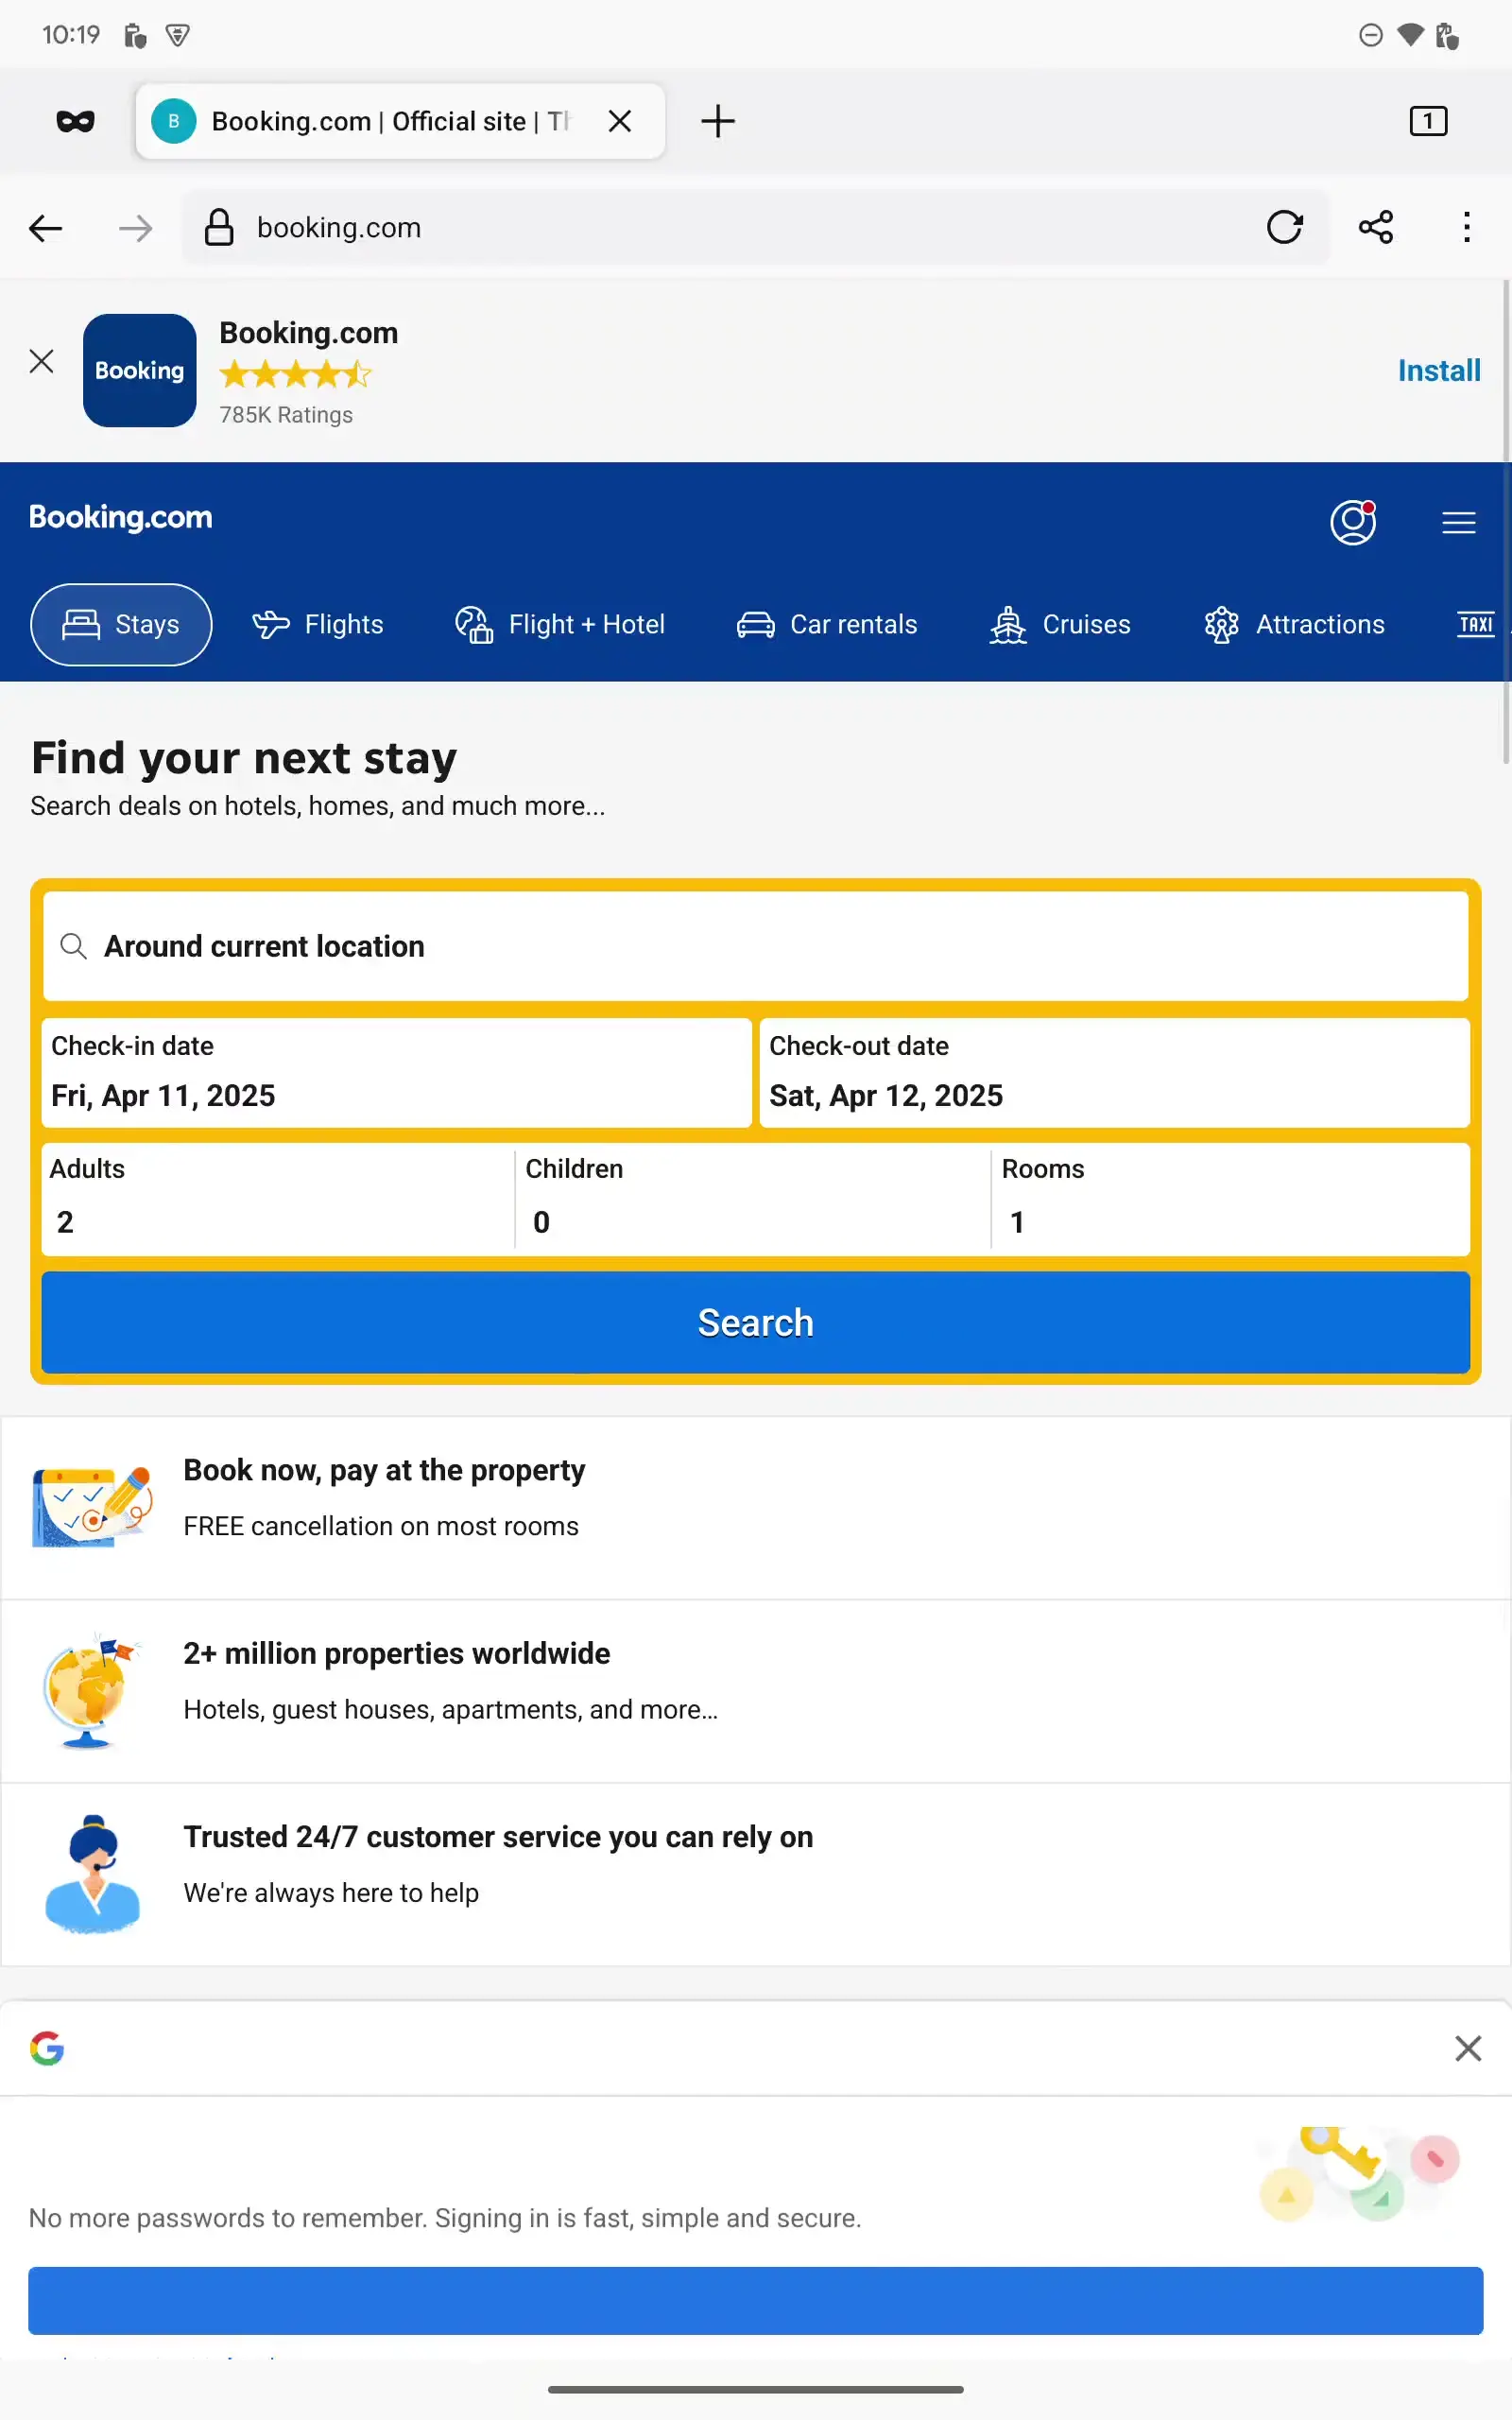 10:19
B
Booking.com | Official site | Th
1
booking.com
Booking
Booking.com
785K Ratings
Install
Booking.com
Stays
Flights
Flight + Hotel
Car rentals
Cruises
Attractions
TAXI
Find your next stay
Search deals on hotels, homes, and much more...
Around current location
Check-in date
Fri, Apr 11, 2025
Check-out date
Sat, Apr 12, 2025
Adults
2
Children
0
Rooms
1
Search
Book now, pay at the property
FREE cancellation on most rooms
2+ million properties worldwide
Hotels, guest houses, apartments, and more…
Trusted 24/7 customer service you can rely on
We're always here to help
G
No more passwords to remember. Signing in is fast, simple and secure.